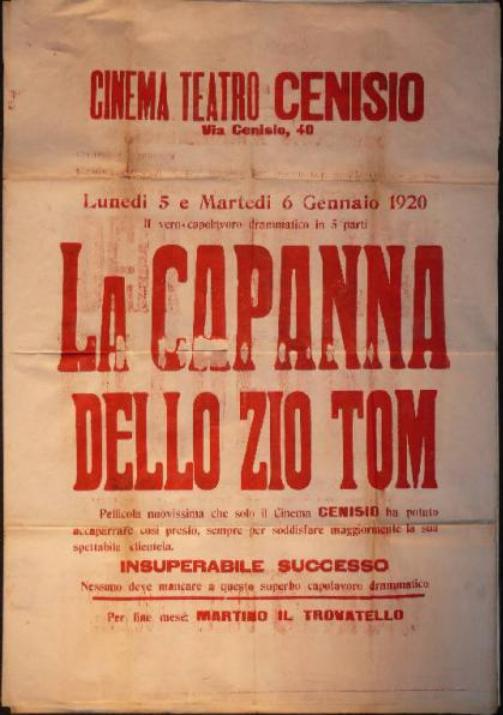 CINEMA TEATRO CENISIO
Via Cenisio, 40
Lunedi 5 e Martedi 6 Gennaio 1920
Il vero capolavoro drammatico in 5 parti
LA CAPANNA
DELLO ZIO TOM
Pellicola nuovissima che solo il Cinema CENISIO ha potuto
accaparrare così presto, sempre per soddisfare maggiormente la sua
spettabile clientela.
INSUPERABILE SUCCESSO
Nessuno deve mancare a questo superbo capolavoro drammatico
Per fine mese: MARTINO IL TROVATELLO